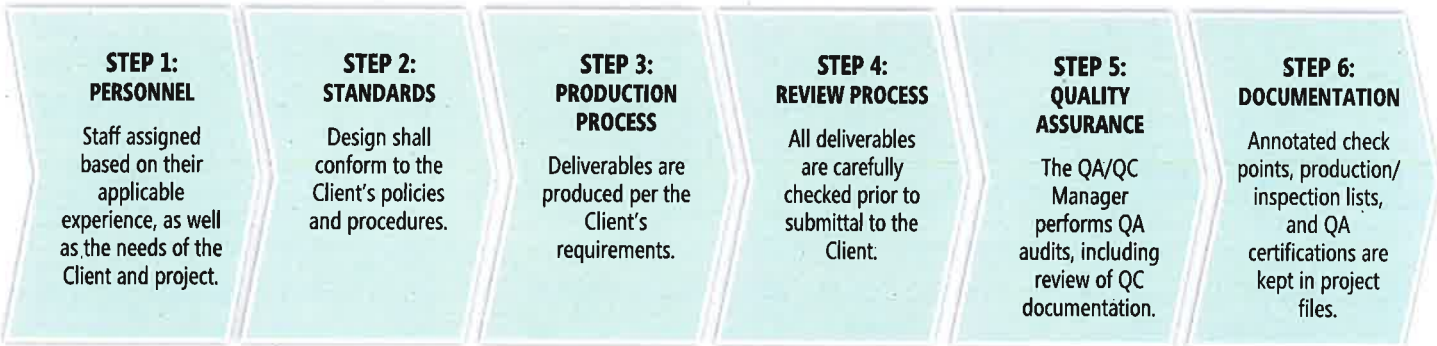 STEP 1:
PERSONNEL
Staff assigned
based on their
applicable
experience, as well
as the needs of the
Client and project.
STEP 2:
STANDARDS
Design shall
conform to the
Client's policies
and procedures.
STEP 3:
PRODUCTION
PROCESS
Deliverables are
produced per the
Client's
requirements.
STEP 4:
REVIEW PROCESS
All deliverables
are carefully
checked prior to
submittal to the
Client.
STEP 5:
QUALITY
ASSURANCE
The QA/QC
Manager
performs QA
audits, including
review of QC
documentation.
STEP 6:
DOCUMENTATION
Annotated check
points, production/
inspection lists,
and QA
certifications are
kept in project
files.